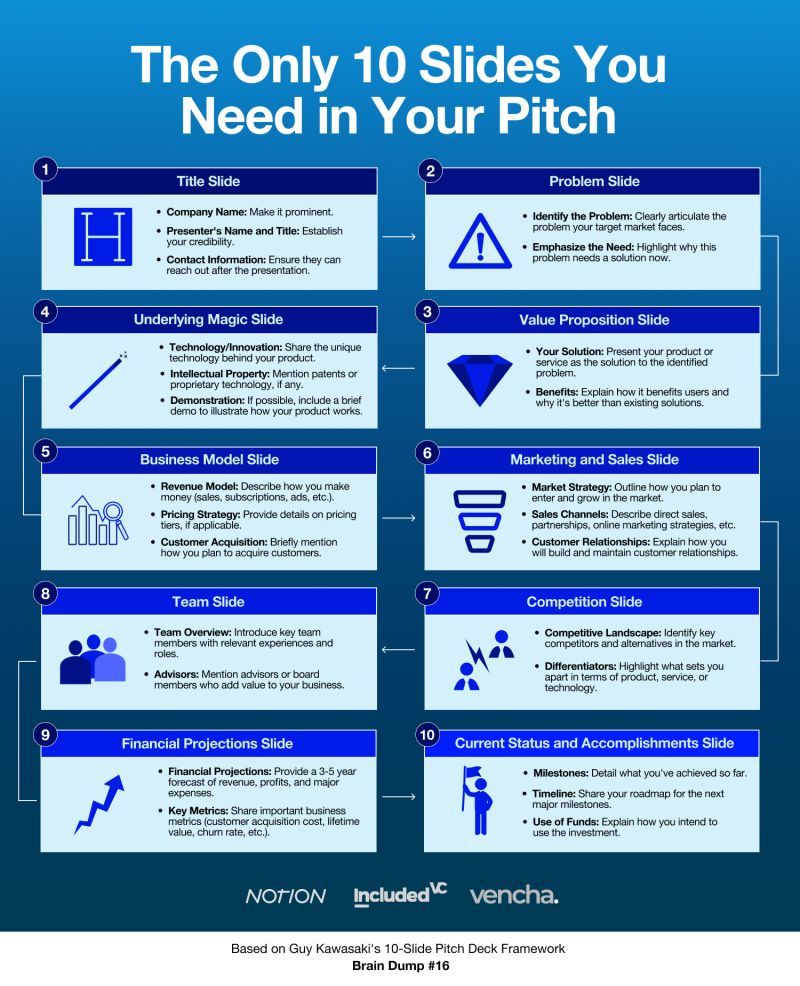 The Only 10 Slides You
Need in Your Pitch
1
Title Slide
• Company Name: Make it prominent.
• Presenter's Name and Title: Establish
your credibility.
• Contact Information: Ensure they can
reach out after the presentation.
2
Problem Slide
• Identify the Problem: Clearly articulate the
problem your target market faces.
• Emphasize the Need: Highlight why this
problem needs a solution now.
3
Value Proposition Slide
• Your Solution: Present your product or
service as the solution to the identified
problem.
• Benefits: Explain how it benefits users and
why it's better than existing solutions.
4
Underlying Magic Slide
• Technology/Innovation: Share the unique
technology behind your product.
• Intellectual Property: Mention patents or
proprietary technology, if any.
• Demonstration: If possible, include a brief
demo to illustrate how your product works.
5
Business Model Slide
• Revenue Model: Describe how you make
money (sales, subscriptions, ads, etc.).
• Pricing Strategy: Provide details on pricing
tiers, if applicable.
• Customer Acquisition: Briefly mention
how you plan to acquire customers.
6
Marketing and Sales Slide
• Market Strategy: Outline how you plan to
enter and grow in the market.
• Sales Channels: Describe direct sales,
partnerships, online marketing strategies, etc.
• Customer Relationships: Explain how you
will build and maintain customer relationships.
7
Competition Slide
• Competitive Landscape: Identify key
competitors and alternatives in the market.
• Differentiators: Highlight what sets you
apart in terms of product, service, or
technology.
8
Team Slide
• Team Overview: Introduce key team
members with relevant experiences and
roles.
• Advisors: Mention advisors or board
members who add value to your business.
9
Financial Projections Slide
• Financial Projections: Provide a 3-5 year
forecast of revenue, profits, and major
expenses.
• Key Metrics: Share important business
metrics (customer acquisition cost, lifetime
value, churn rate, etc.).
10
Current Status and Accomplishments Slide
• Milestones: Detail what you've achieved so far.
• Timeline: Share your roadmap for the next
major milestones.
• Use of Funds: Explain how you intend to
use the investment.
NOTION IncludedVC vencha.
Based on Guy Kawasaki's 10-Slide Pitch Deck Framework
Brain Dump #16